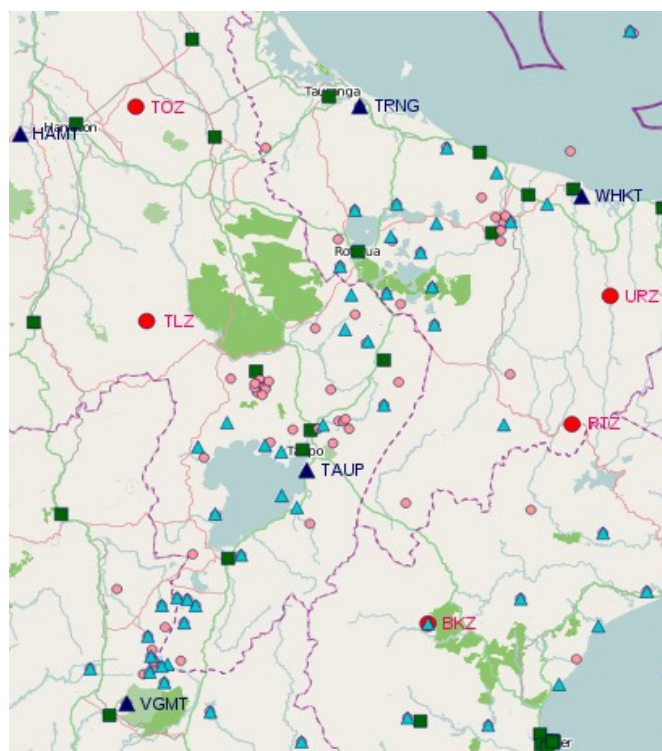 Tauranga
TRNG
TOZ
HAMT
Hamilton
WHKT
Rotorua
URZ
TLZ
RTZ
Taupo
TAUP
BKZ
VGMT